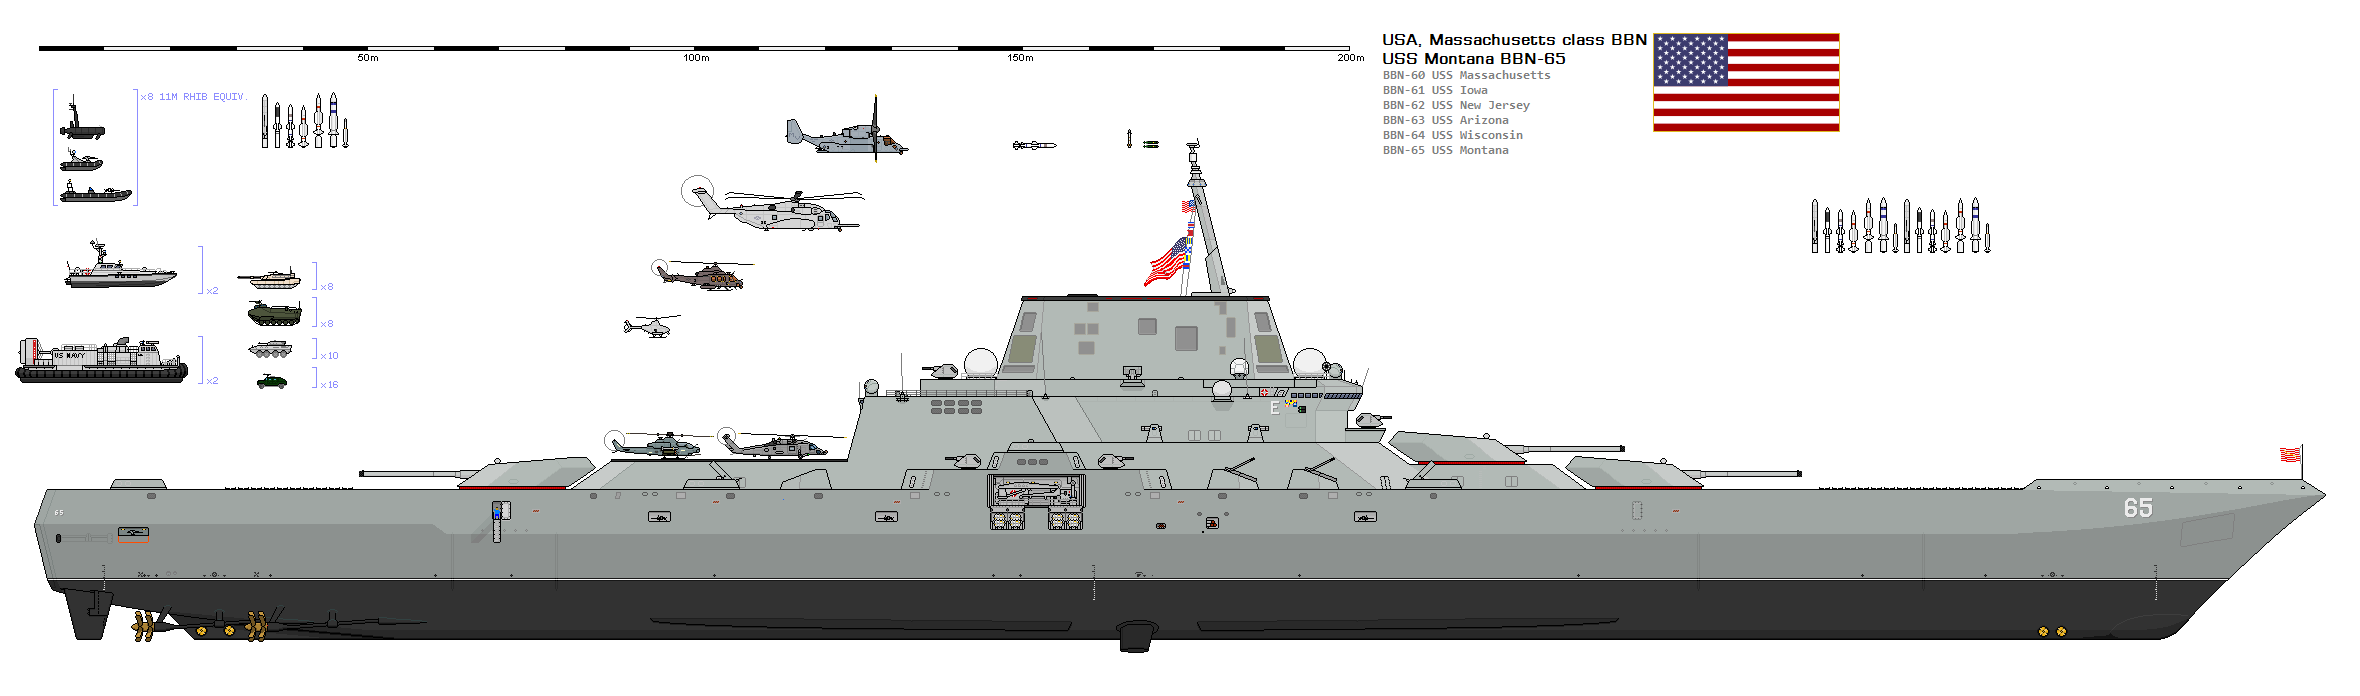 50m 100m 150m 200m
USA, Massachusetts class BBN
USS Montana BBN-65
BBN-60 USS Massachusetts
BBN-61 USS Iowa
BBN-62 USS New Jersey
BBN-63 USS Arizona
BBN-64 USS Wisconsin
BBN-65 USS Montana
x8 11M RHIB EQUIV.
x2
x8
x8
US NAVY
x2
x10
x16
E
65
65